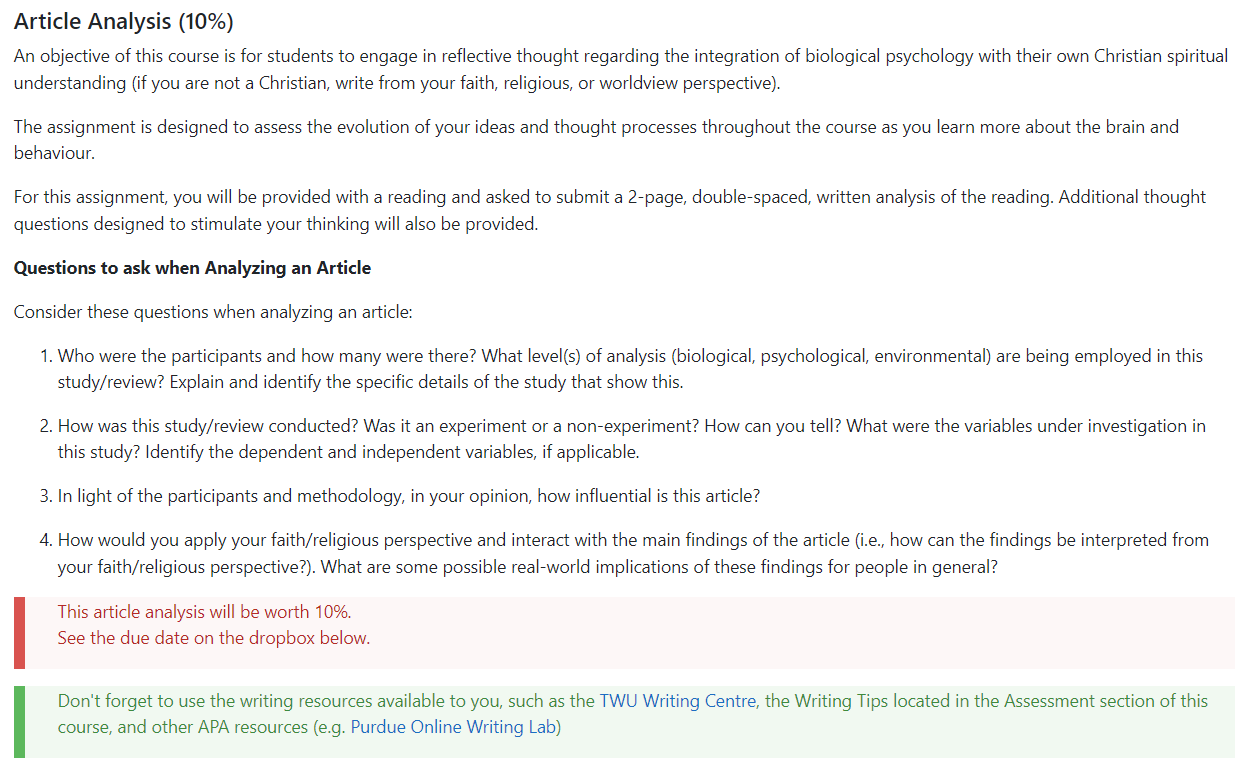 Article Analysis (10%)
An objective of this course is for students to engage in reflective thought regarding the integration of biological psychology with their own Christian spiritual
understanding (if you are not a Christian, write from your faith, religious, or worldview perspective).
The assignment is designed to assess the evolution of your ideas and thought processes throughout the course as you learn more about the brain and
behaviour.
For this assignment, you will be provided with a reading and asked to submit a 2-page, double-spaced, written analysis of the reading. Additional thought
questions designed to stimulate your thinking will also be provided.
Questions to ask when Analyzing an Article
Consider these questions when analyzing an article:
1. Who were the participants and how many were there? What level(s) of analysis (biological, psychological, environmental) are being employed in this
study/review? Explain and identify the specific details of the study that show this.
2. How was this study/review conducted? Was it an experiment or a non-experiment? How can you tell? What were the variables under investigation in
this study? Identify the dependent and independent variables, if applicable.
3. In light of the participants and methodology, in your opinion, how influential is this article?
4. How would you apply your faith/religious perspective and interact with the main findings of the article (i.e., how can the findings be interpreted from
your faith/religious perspective?). What are some possible real-world implications of these findings for people in general?
This article analysis will be worth 10%.
See the due date on the dropbox below.
Don't forget to use the writing resources available to you, such as the TWU Writing Centre, the Writing Tips located in the Assessment section of this
course, and other APA resources (e.g. Purdue Online Writing Lab)